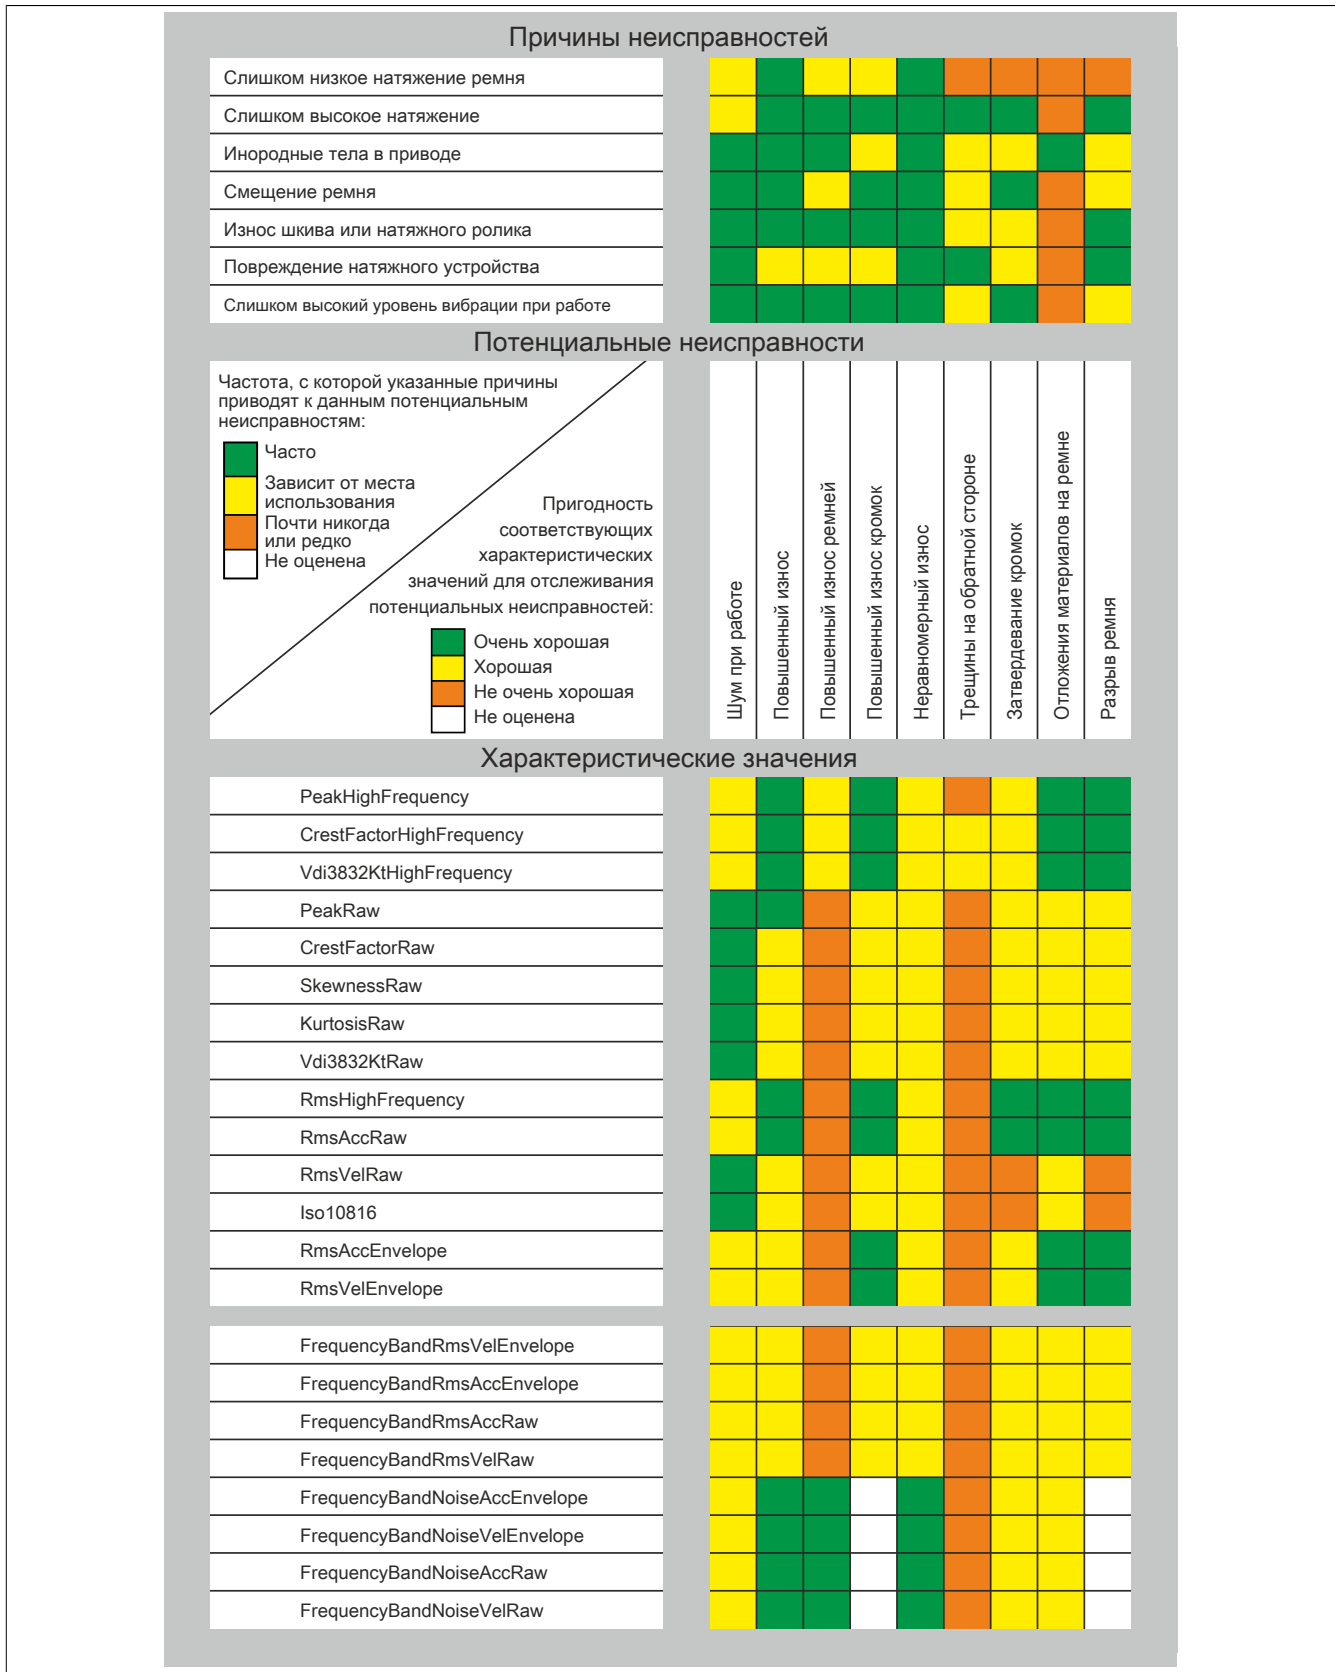 Причины неисправностей
Слишком низкое натяжение ремня
Слишком высокое натяжение
Инородные тела в приводе
Смещение ремня
Износ шкива или натяжного ролика
Повреждение натяжного устройства
Слишком высокий уровень вибрации при работе
Потенциальные неисправности
Частота, с которой указанные причины
приводят к данным потенциальным
неисправностям:
Часто
Зависит от места
использования
Почти никогда
или редко
Не оценена
Пригодность
соответствующих
характеристических
значений для отслеживания
потенциальных неисправностей:
Очень хорошая
Хорошая
Не очень хорошая
Не оценена
Шум при работе
Повышенный износ
Повышенный износ ремней
Повышенный износ кромок
Неравномерный износ
Трещины на обратной стороне
Затвердевание кромок
Отложения материалов на ремне
Разрыв ремня
Характеристические значения
PeakHighFrequency
CrestFactorHighFrequency
Vdi3832KtHighFrequency
PeakRaw
CrestFactorRaw
SkewnessRaw
KurtosisRaw
Vdi3832KtRaw
RmsHighFrequency
RmsAccRaw
RmsVelRaw
Iso10816
RmsAccEnvelope
RmsVelEnvelope
FrequencyBandRmsVelEnvelope
FrequencyBandRmsAccEnvelope
FrequencyBandRmsAccRaw
FrequencyBandRmsVelRaw
FrequencyBandNoiseAccEnvelope
FrequencyBandNoiseVelEnvelope
FrequencyBandNoiseAccRaw
FrequencyBandNoiseVelRaw